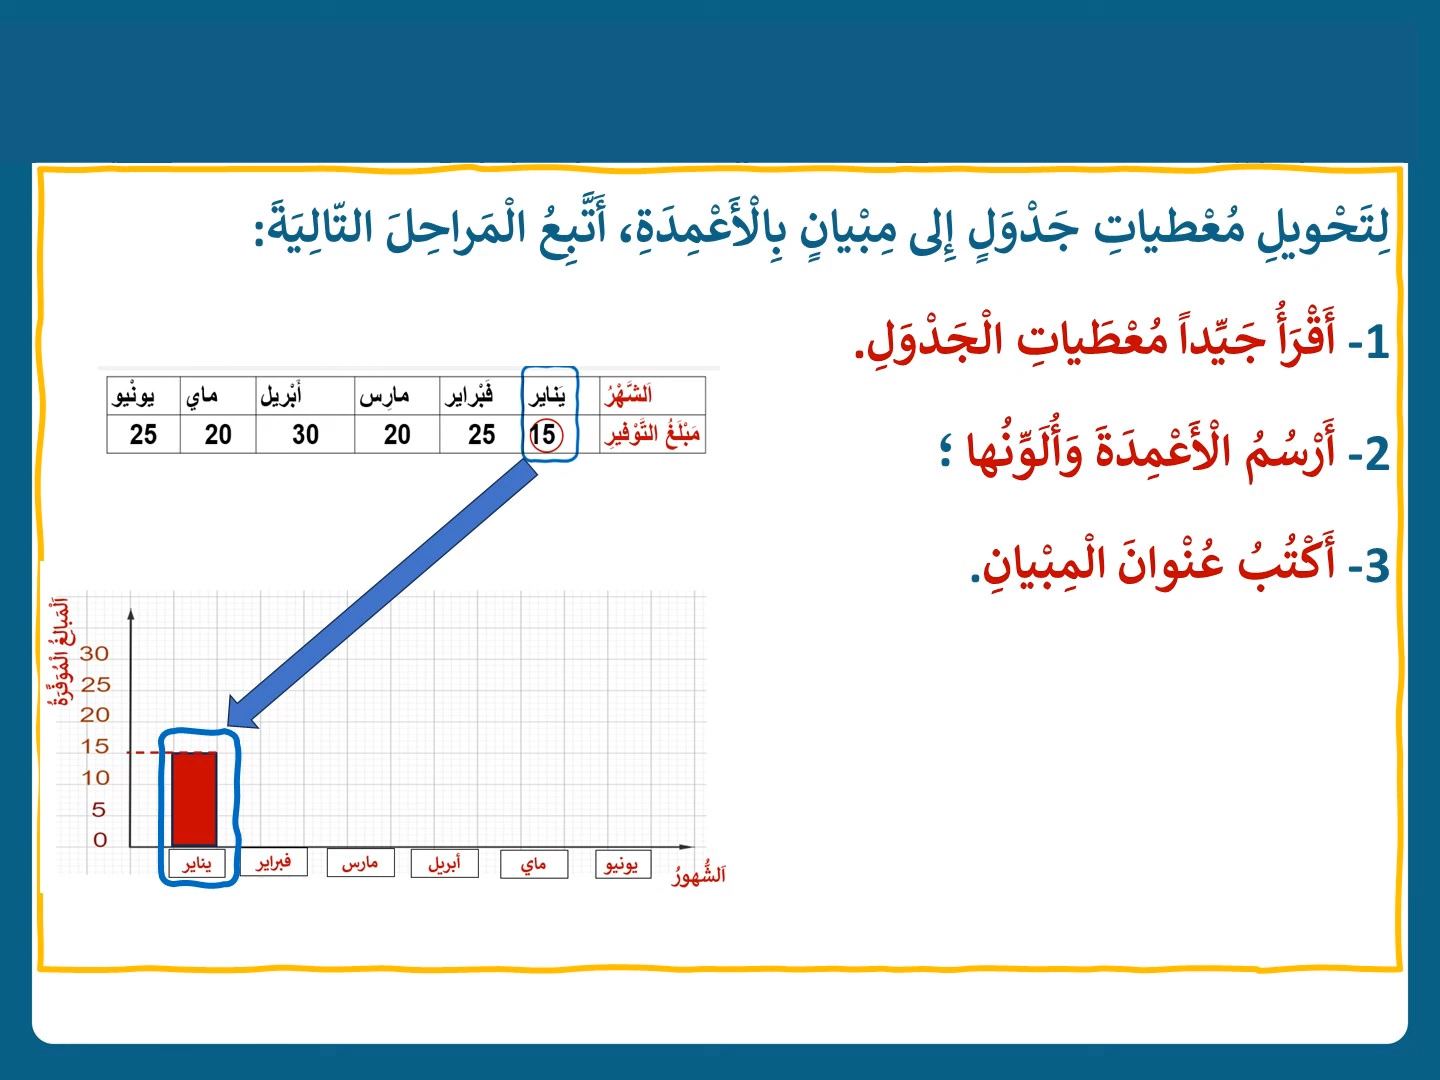 لِتَحْويلِ مُعْطياتِ جَدْوَلٍ إِلى مِبْيانٍ بِالْأَعْمِدَةِ، أَتَّبِعُ الْمَراحِلَ التّالِيَةَ:
1- أَقْرَأُ جَيِّداً مُعْطَياتِ الْجَدْوَلِ.
2- أَرْسُمُ الْأَعْمِدَةَ وَأُلَوِّنُها ؛
3- أَكْتُبُ عُنْوانَ الْمِبْيانِ.
اَلشَّهْرُ يَناير فَبْراير مارِس أَبْريل ماي يونْيو
مَبْلَغُ التَّوْفيرِ 15 25 20 30 20 25
اَلْمَبالِغُ الْمُوَفَّرَةُ
30
25
20
15
10
5
0
يناير فبراير مارس أبريل ماي يونيو
اَلشُّهورُ